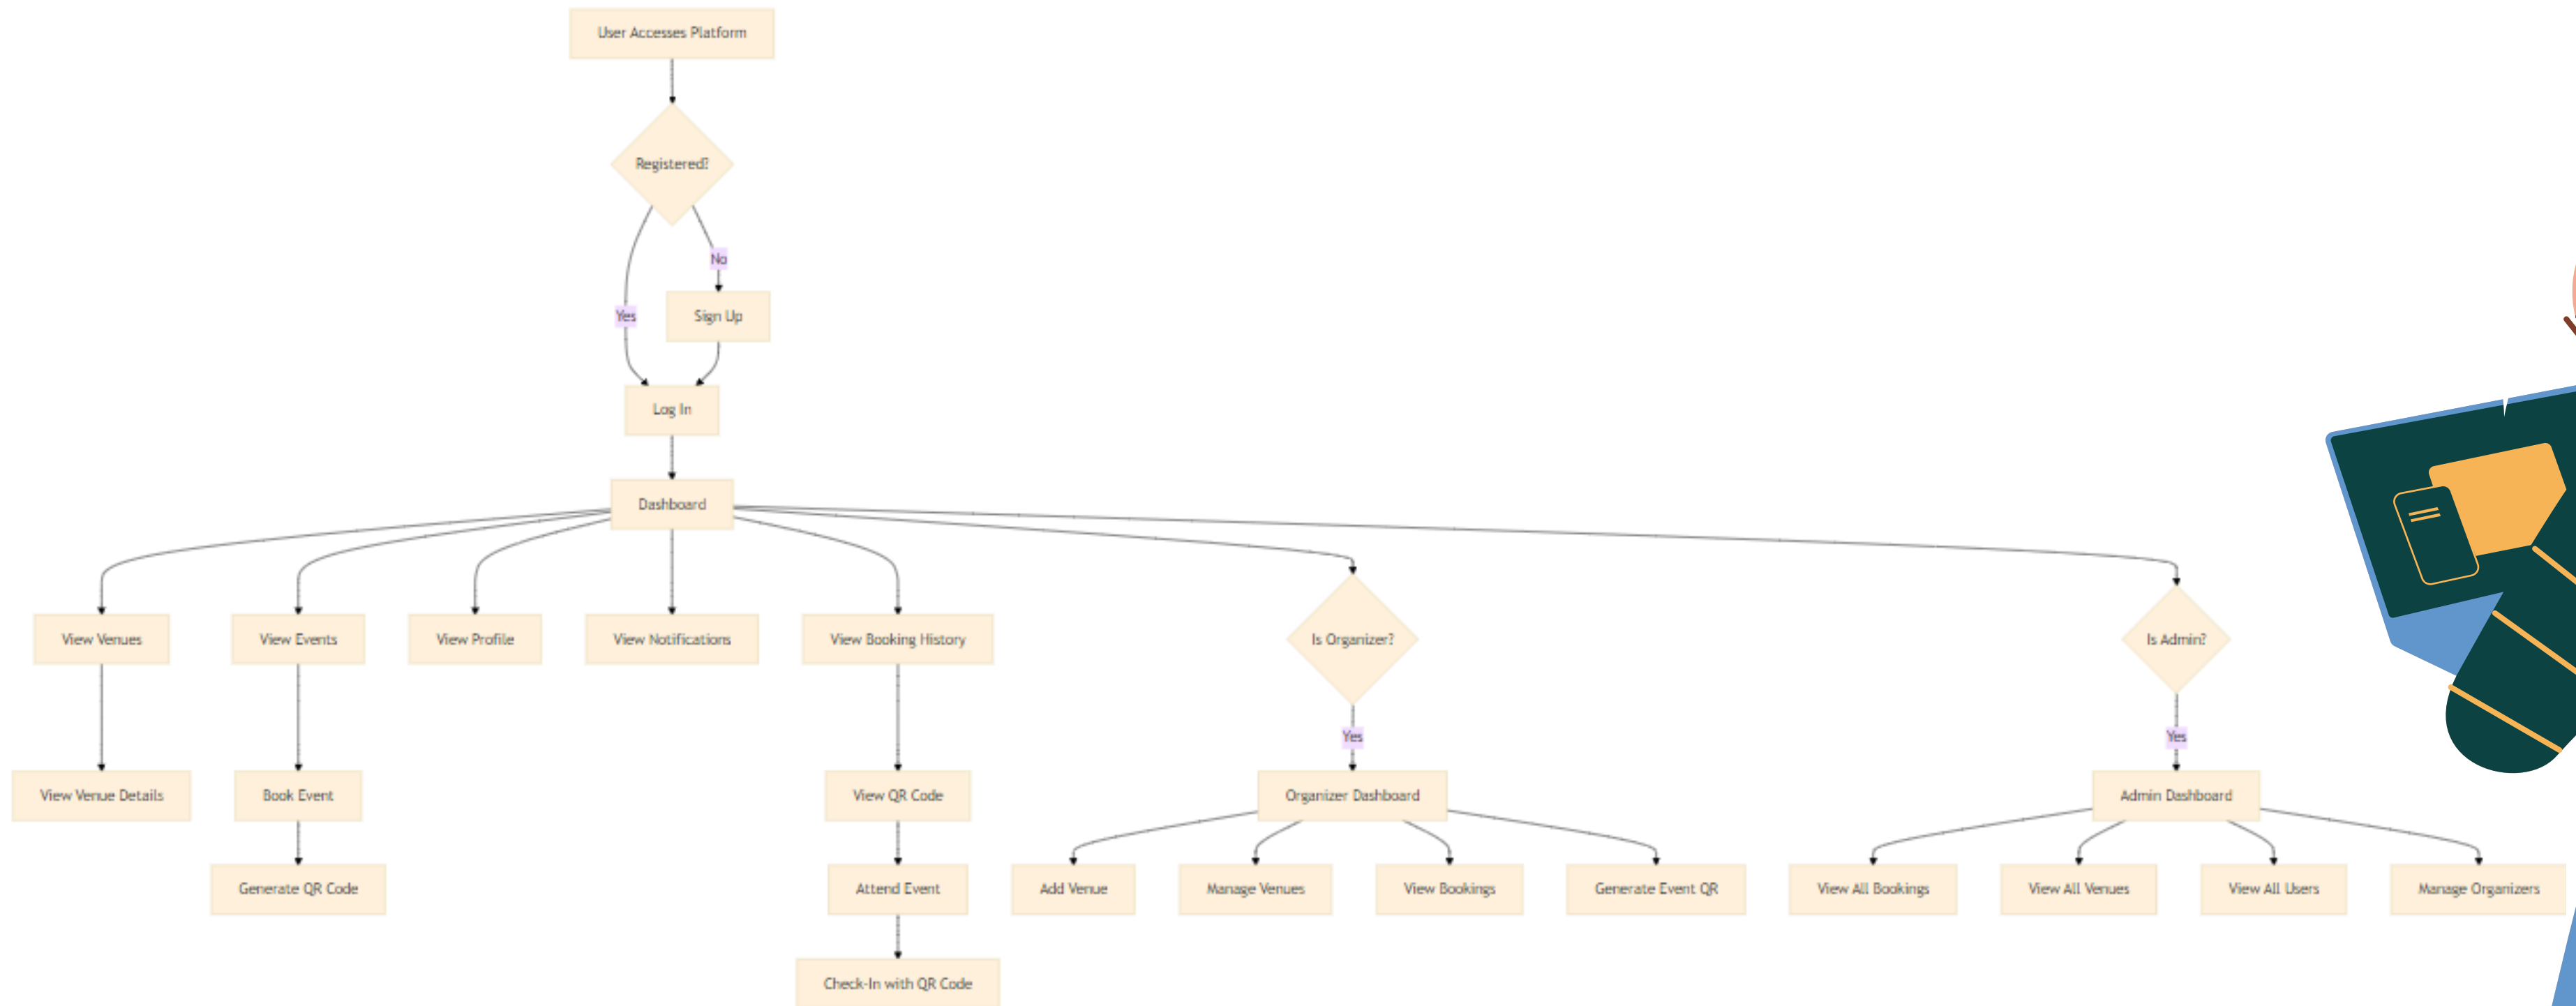 User Accesses Platform
Registered?
No
Yes
Sign Up
Log In
Dashboard
View Venues
View Events
View Profile
View Notifications
View Booking History
Is Organizer?
Is Admin?
Yes
Yes
View Venue Details
Book Event
View QR Code
Organizer Dashboard
Admin Dashboard
Generate QR Code
Attend Event
Add Venue
Manage Venues
View Bookings
Generate Event QR
View All Bookings
View All Venues
View All Users
Manage Organizers
Check-In with QR Code